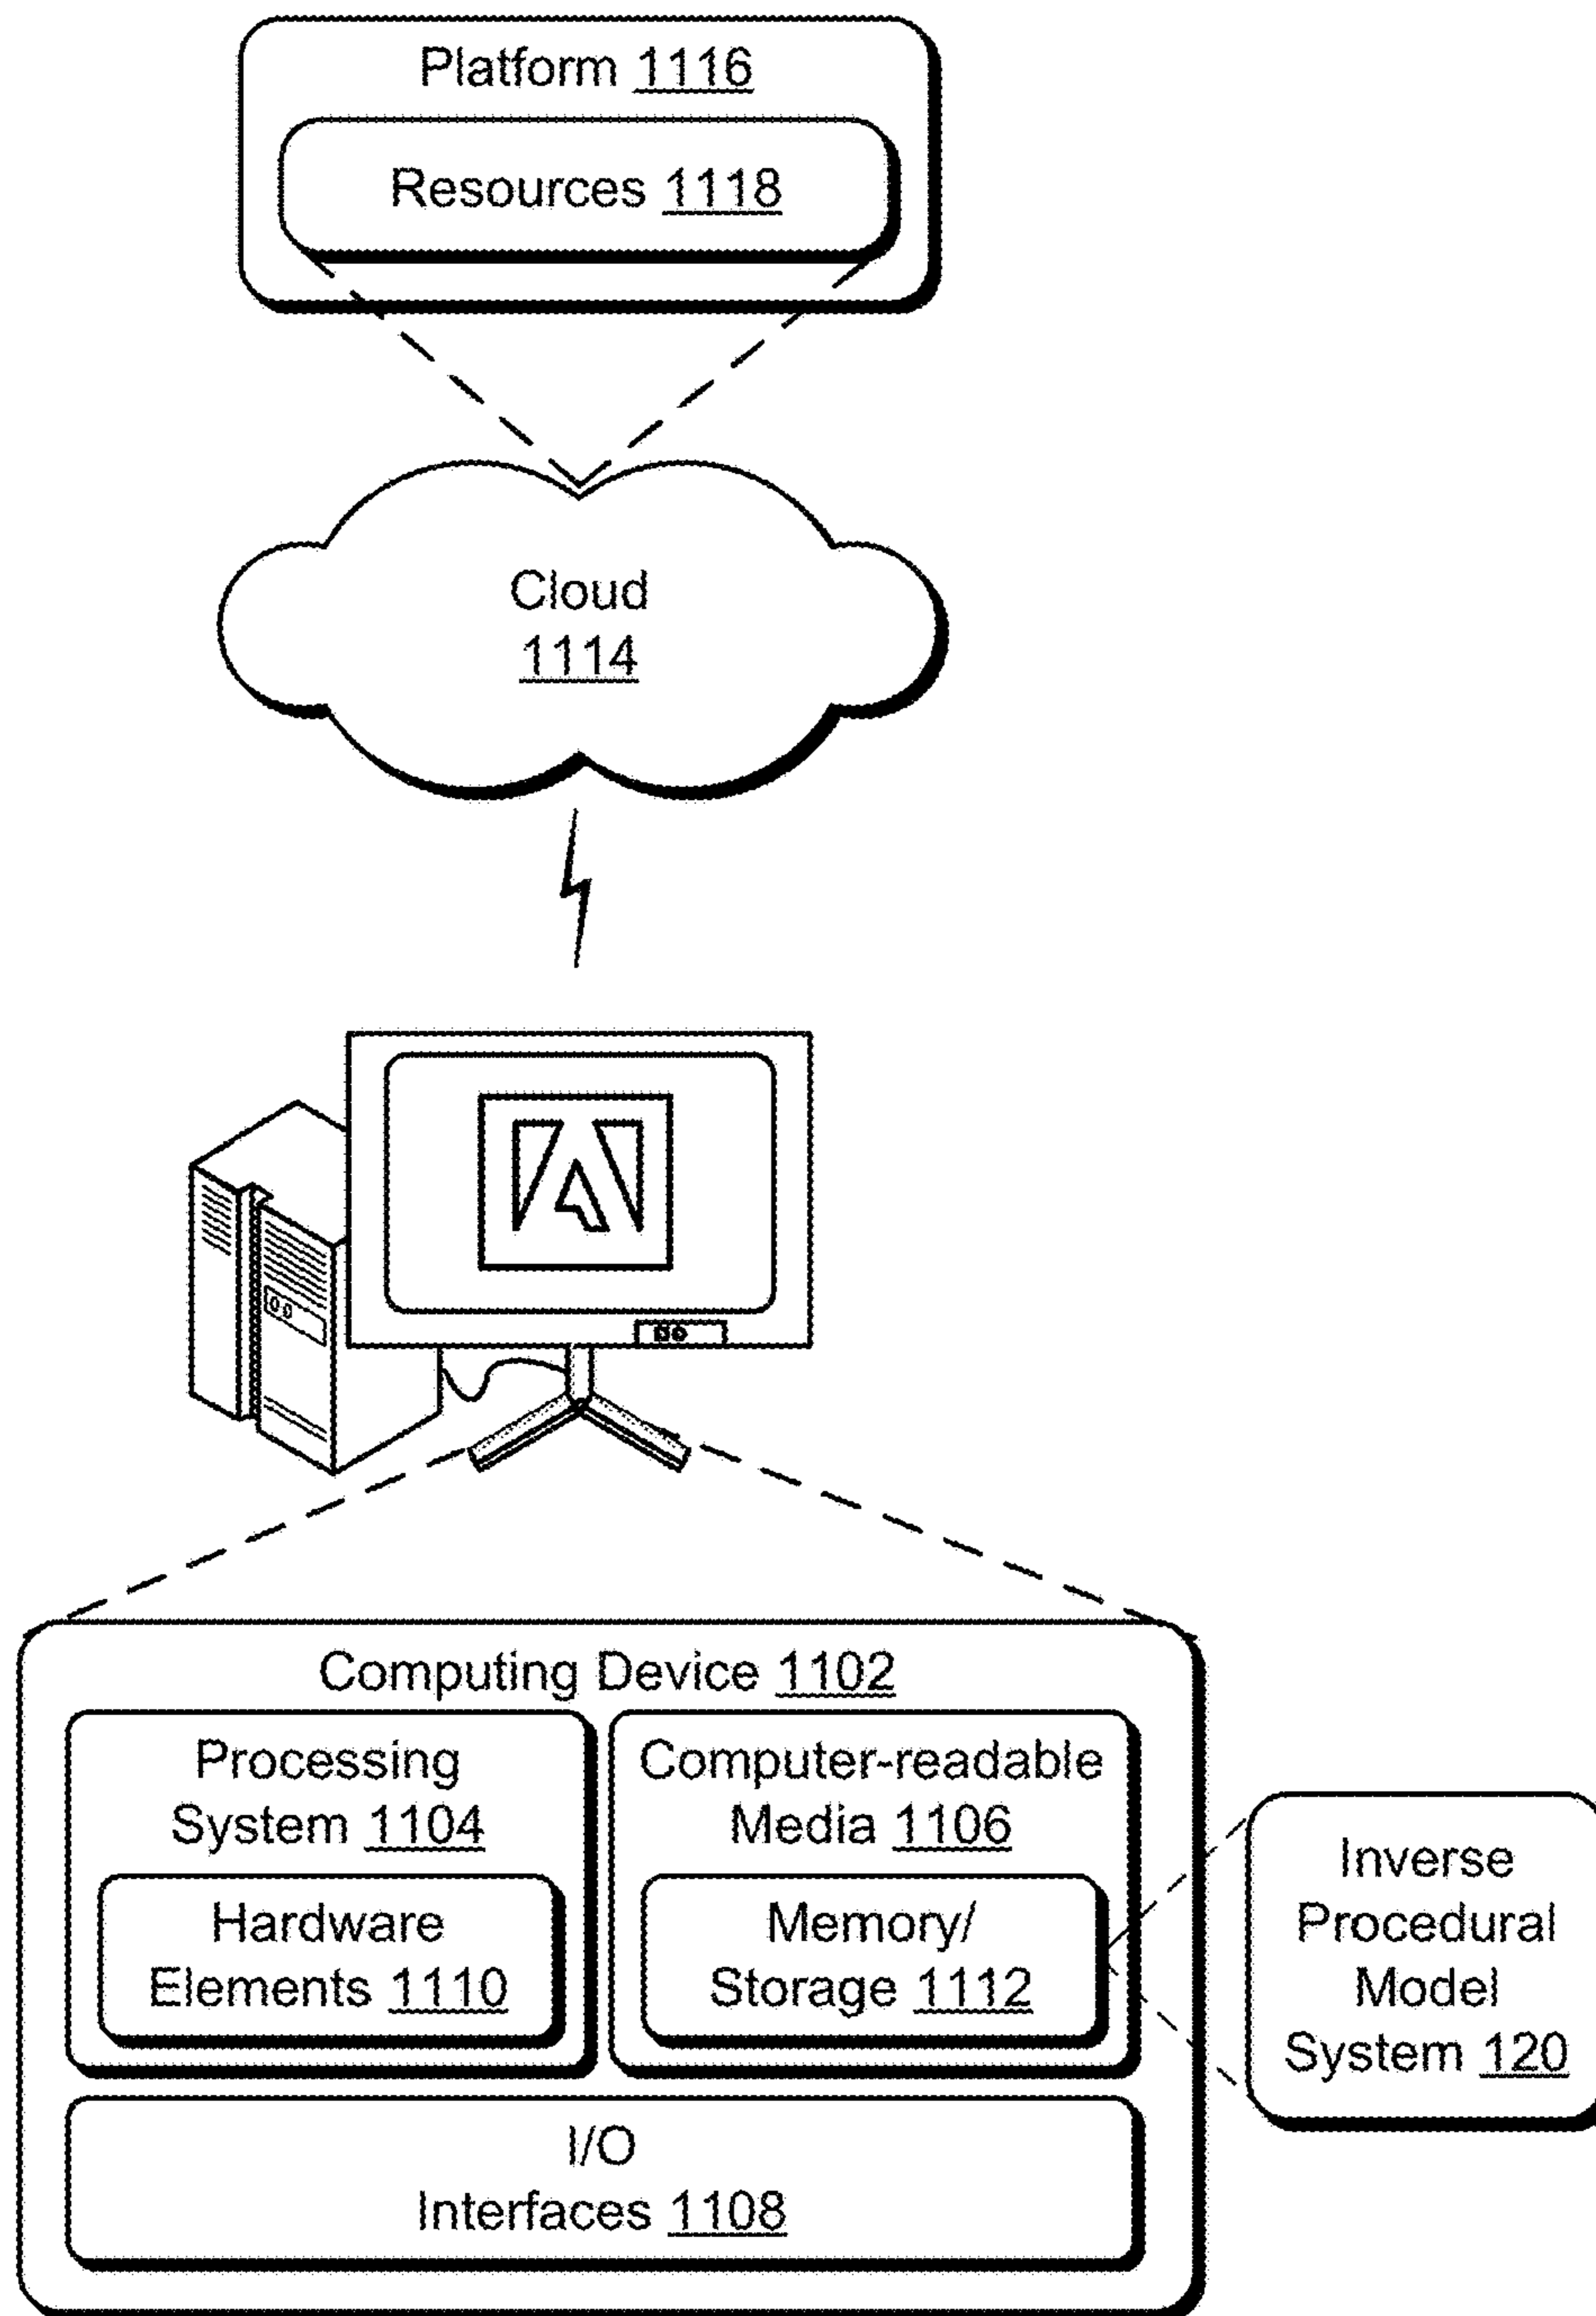 Platform 1116
Resources 1118
Cloud
1114
Computing Device 1102
Processing
System 1104
Hardware
Elements 1110
Computer-readable
Media 1106
Memory/
Storage 1112
I/O
Interfaces 1108
Inverse
Procedural
Model
System 120